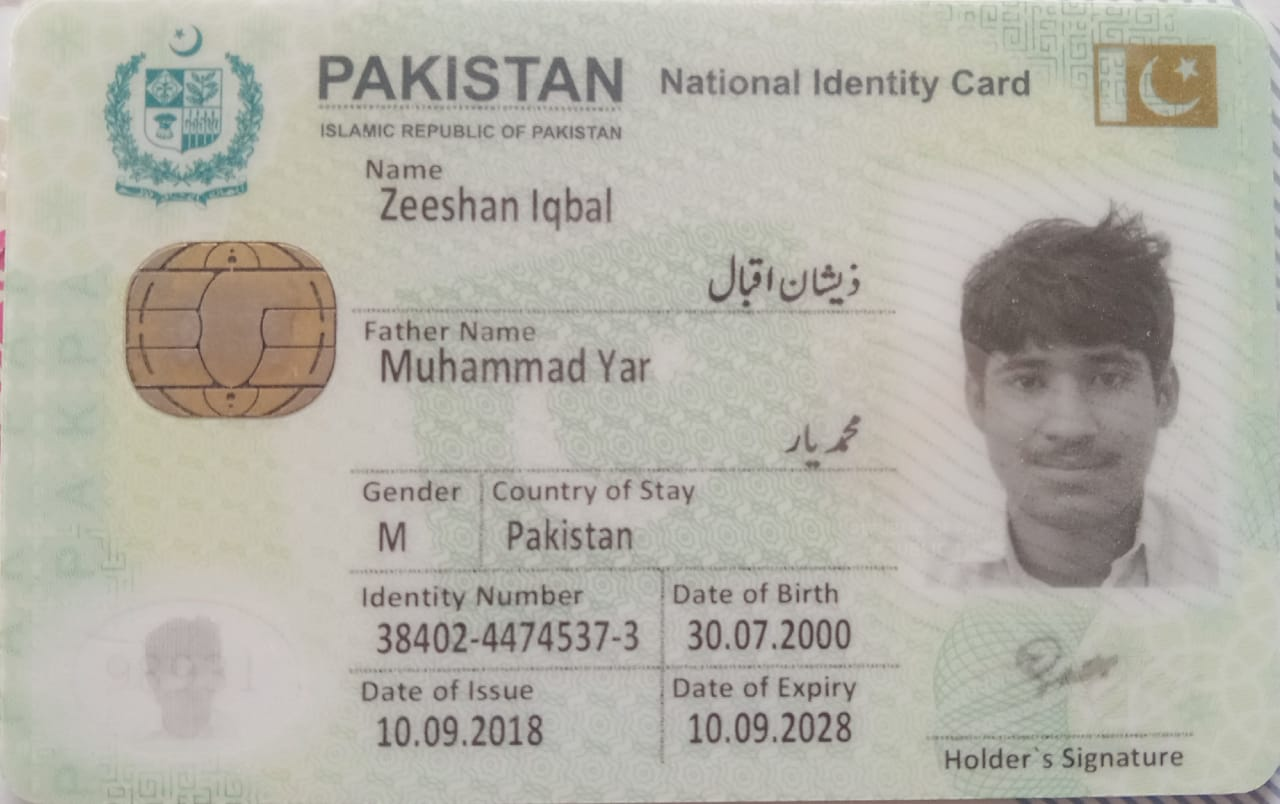 PAKISTAN National Identity Card
ISLAMIC REPUBLIC OF PAKISTAN
Name
Zeeshan Iqbal
ذیشان اقبال
Father Name
Muhammad Yar
محمد یار
Gender Country of Stay
M Pakistan
Identity Number Date of Birth
38402-4474537-3 30.07.2000
Date of Issue Date of Expiry
10.09.2018 10.09.2028
Holder`s Signature